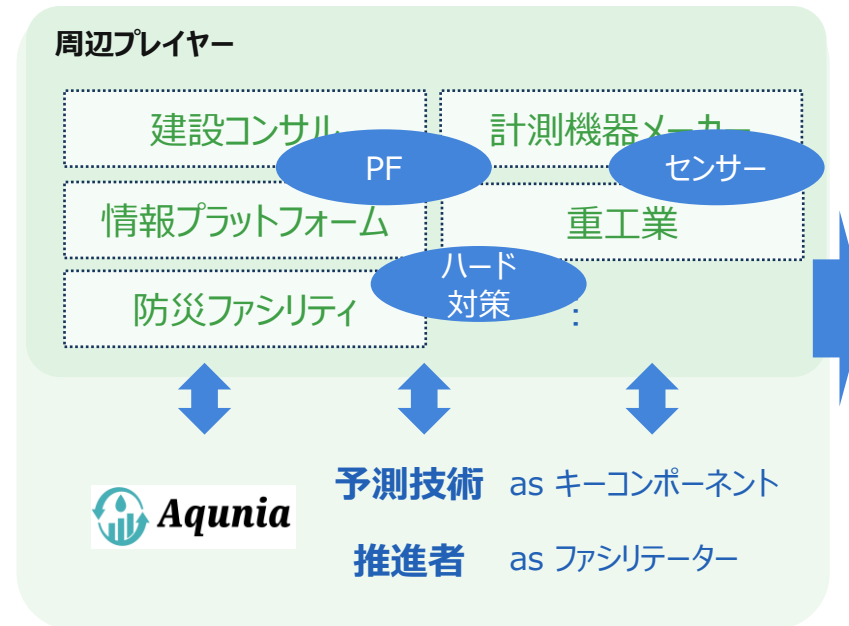 周辺プレイヤー
建設コンサル
計測機器メーカー
PF
センサー
情報プラットフォーム
重工業
ハード
対策
防災ファシリティ
⋮
Aqunia
予測技術 as キーコンポーネント
推進者 as ファシリテーター